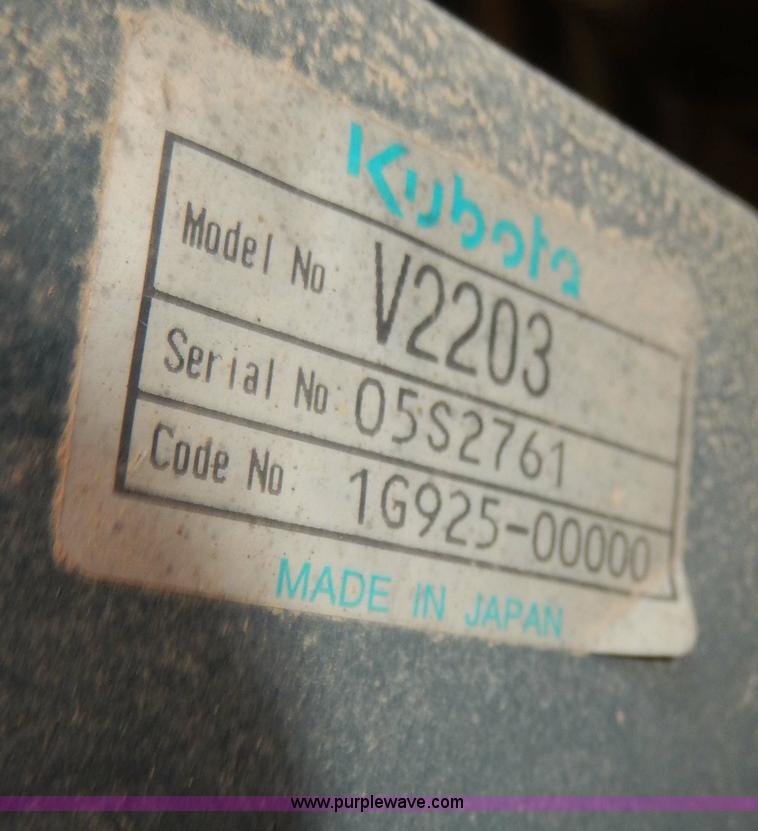 Kubota
Model No V2203
Serial No 05S2761
Code No. 1G925-00000
MADE IN JAPAN
www.purplewave.com